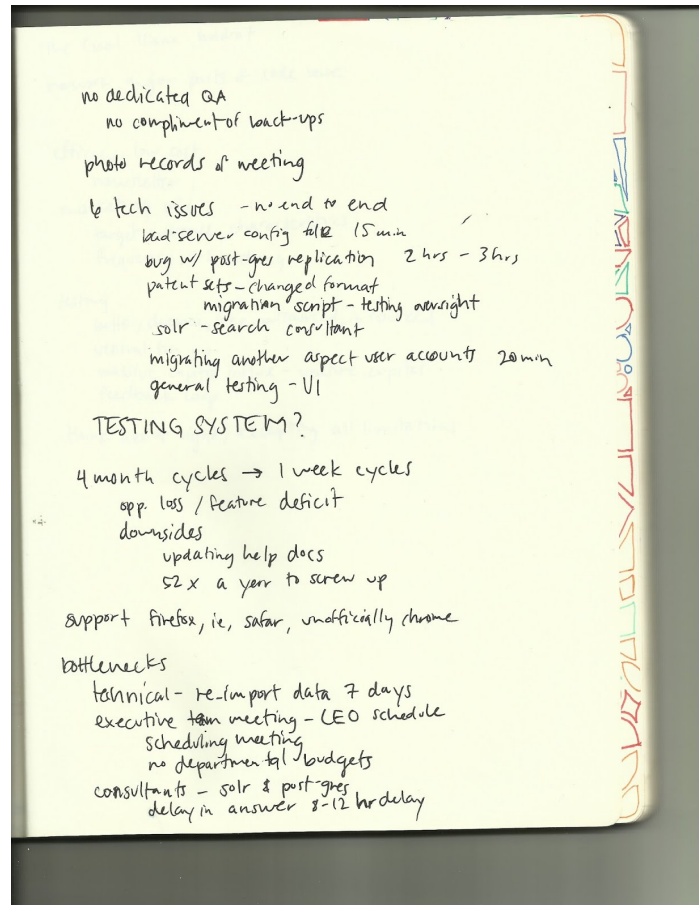 no dedicated QA
no compliment of back-ups
photo records of meeting
6 tech issues - no end to end
bad-server config file 15 min
bug w/ post-gres replication 2 hrs - 3 hrs
patent sets - changed format
migration script - testing oversight
solr - search consultant
migrating another aspect user accounts 20 min
general testing - UI
TESTING SYSTEM?
4 month cycles → 1 week cycles
opp. loss / feature deficit
downsides
updating help docs
52 x a year to screw up
support firefox, ie, safar, unofficially chrome
bottlenecks
technical - re-import data 7 days
executive team meeting - CEO schedule
scheduling meeting
no departmental budgets
consultants - solr & post-gres
delay in answer 8-12 hr delay